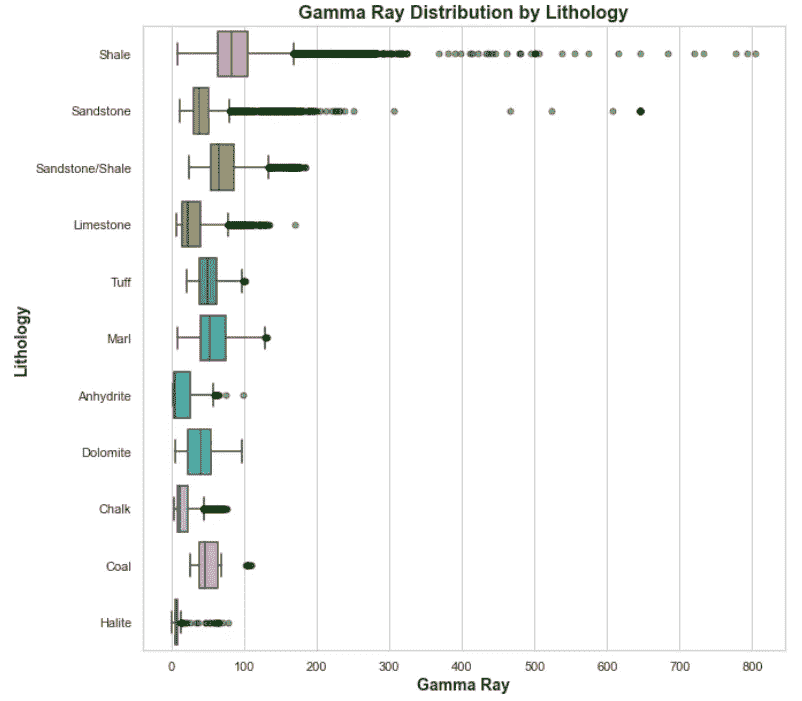 Gamma Ray Distribution by Lithology
Lithology
Shale
Sandstone
Sandstone/Shale
Limestone
Tuff
Marl
Anhydrite
Dolomite
Chalk
Coal
Halite
0 100 200 300 400 500 600 700 800
Gamma Ray